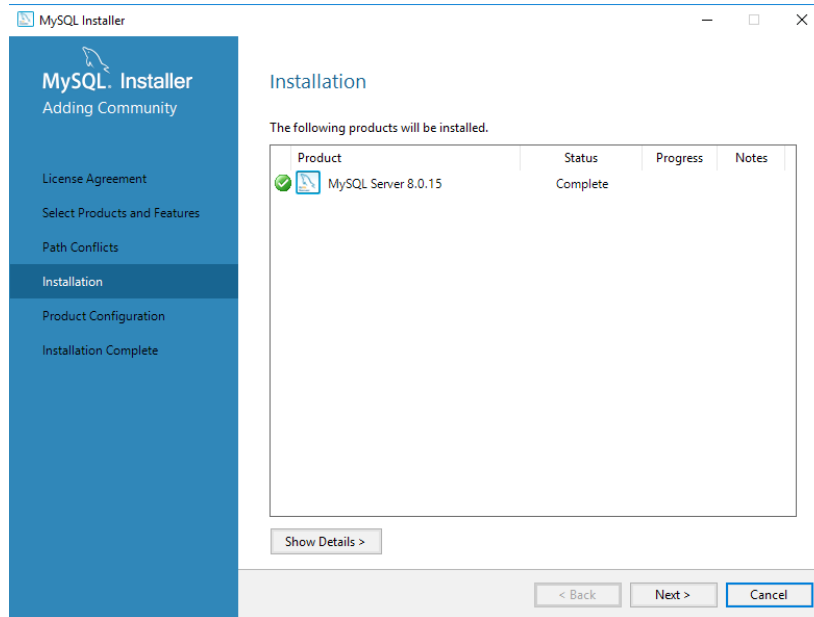 MySQL Installer
MySQL. Installer
Adding Community
License Agreement
Select Products and Features
Path Conflicts
Installation
Product Configuration
Installation Complete
Installation
The following products will be installed.
Product Status Progress Notes
MySQL Server 8.0.15 Complete
Show Details >
< Back Next > Cancel